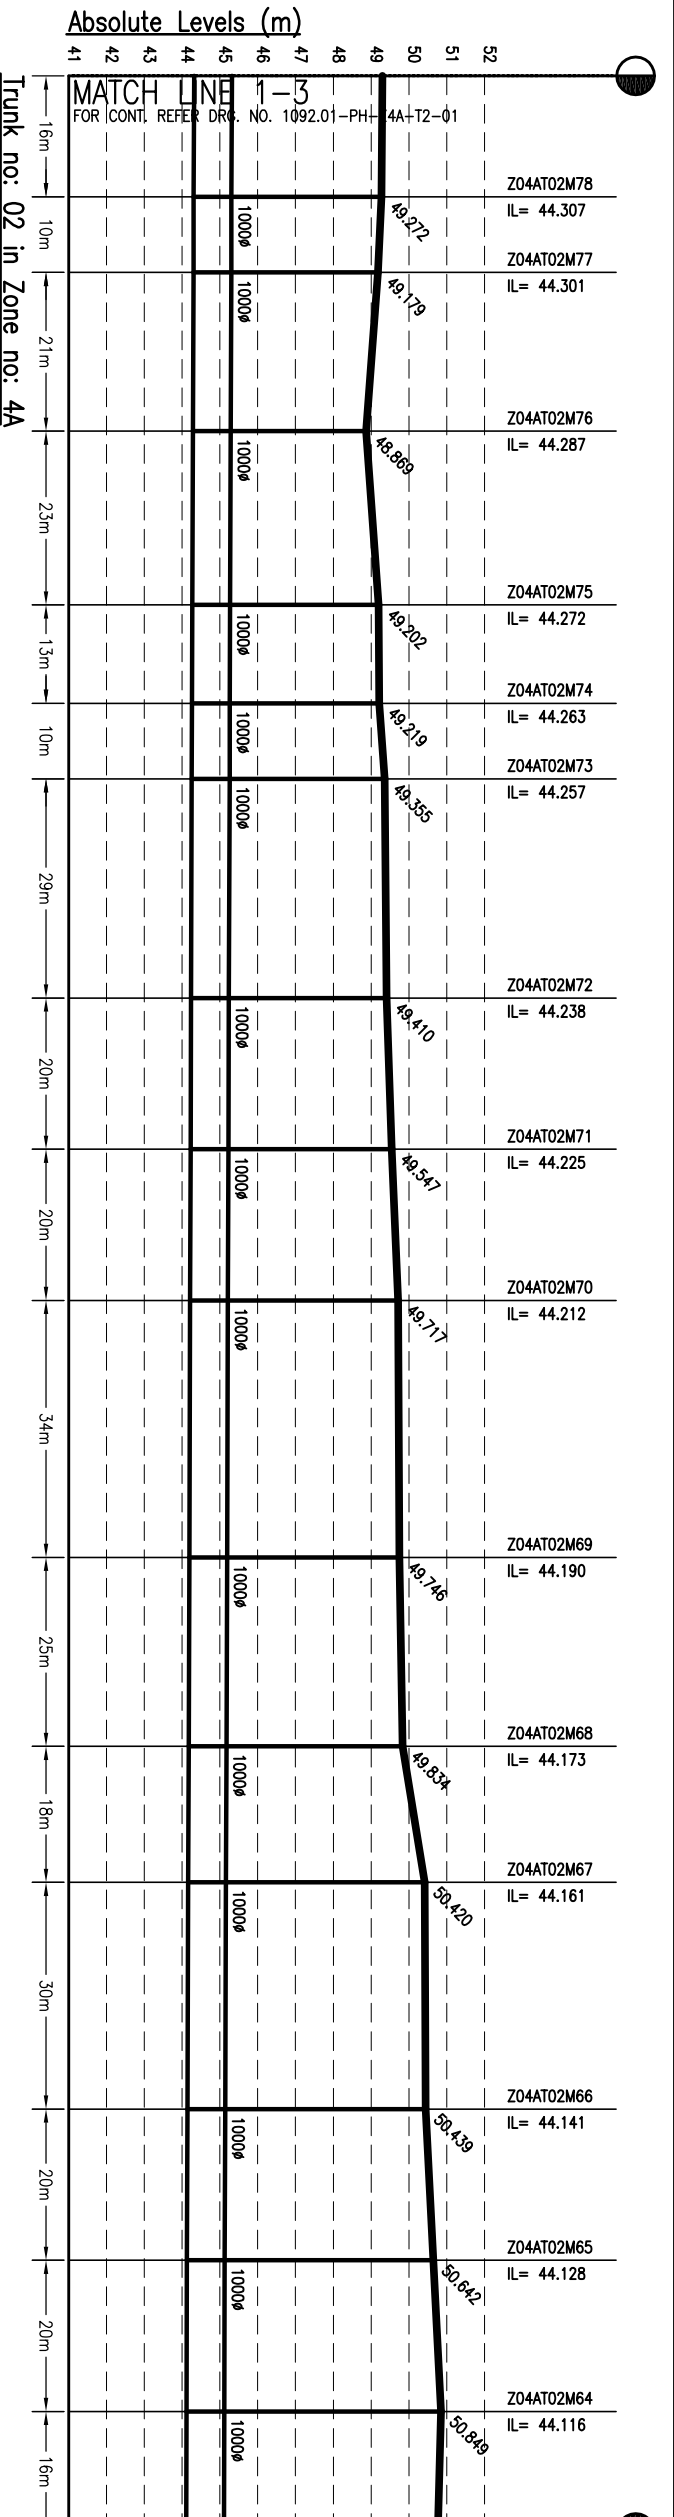 Absolute Levels (m)
41
42
43
44
45
46
47
48
49
50
51
52
MATCH LINE 1-3
FOR CONT. REFER DRG. NO. 1092.01-PH-Z4A-T2-01
Trunk no: 02 in Zone no: 4A
16m
Z04AT02M78
IL= 44.307
49.272
1000ø
10m
Z04AT02M77
IL= 44.301
49.179
1000ø
21m
Z04AT02M76
IL= 44.287
48.869
1000ø
23m
Z04AT02M75
IL= 44.272
49.202
1000ø
13m
Z04AT02M74
IL= 44.263
49.219
1000ø
10m
Z04AT02M73
IL= 44.257
49.355
1000ø
29m
Z04AT02M72
IL= 44.238
49.410
1000ø
20m
Z04AT02M71
IL= 44.225
49.547
1000ø
20m
Z04AT02M70
IL= 44.212
49.717
1000ø
34m
Z04AT02M69
IL= 44.190
49.746
1000ø
25m
Z04AT02M68
IL= 44.173
49.834
1000ø
18m
Z04AT02M67
IL= 44.161
50.420
1000ø
30m
Z04AT02M66
IL= 44.141
50.439
1000ø
20m
Z04AT02M65
IL= 44.128
50.642
1000ø
20m
Z04AT02M64
IL= 44.116
50.849
1000ø
16m